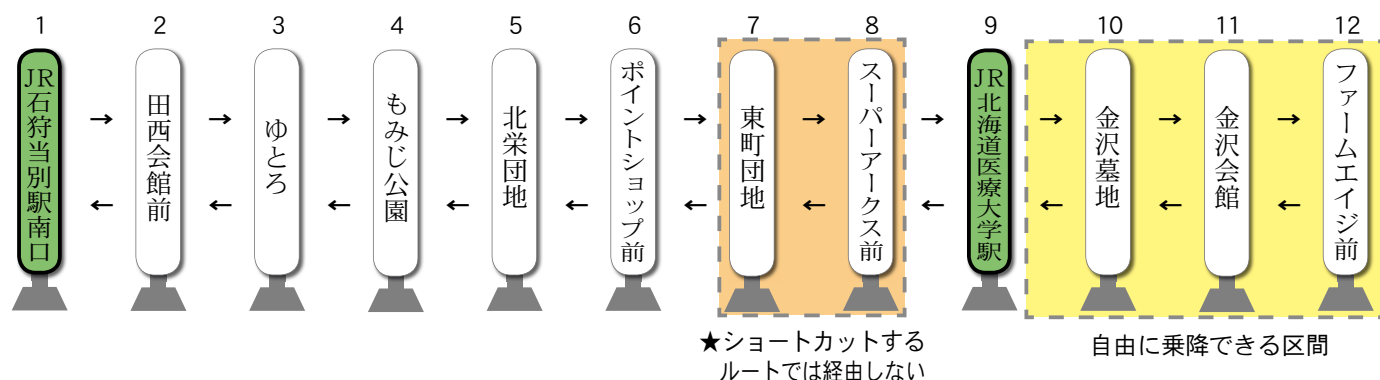 1 2 3 4 5 6 7 8 9 10 11 12
JR石狩当別駅南口
→
←
田西会館前
→
←
ゆとろ
→
←
もみじ公園
→
←
北栄団地
→
←
ポイントショップ前
→
←
東町団地
→
←
スーパーアークス前
→
←
JR北海道医療大学駅
→
←
金沢墓地
→
←
金沢会館
→
←
ファームエイジ前
★ショートカットする
ルートでは経由しない
自由に乗降できる区間